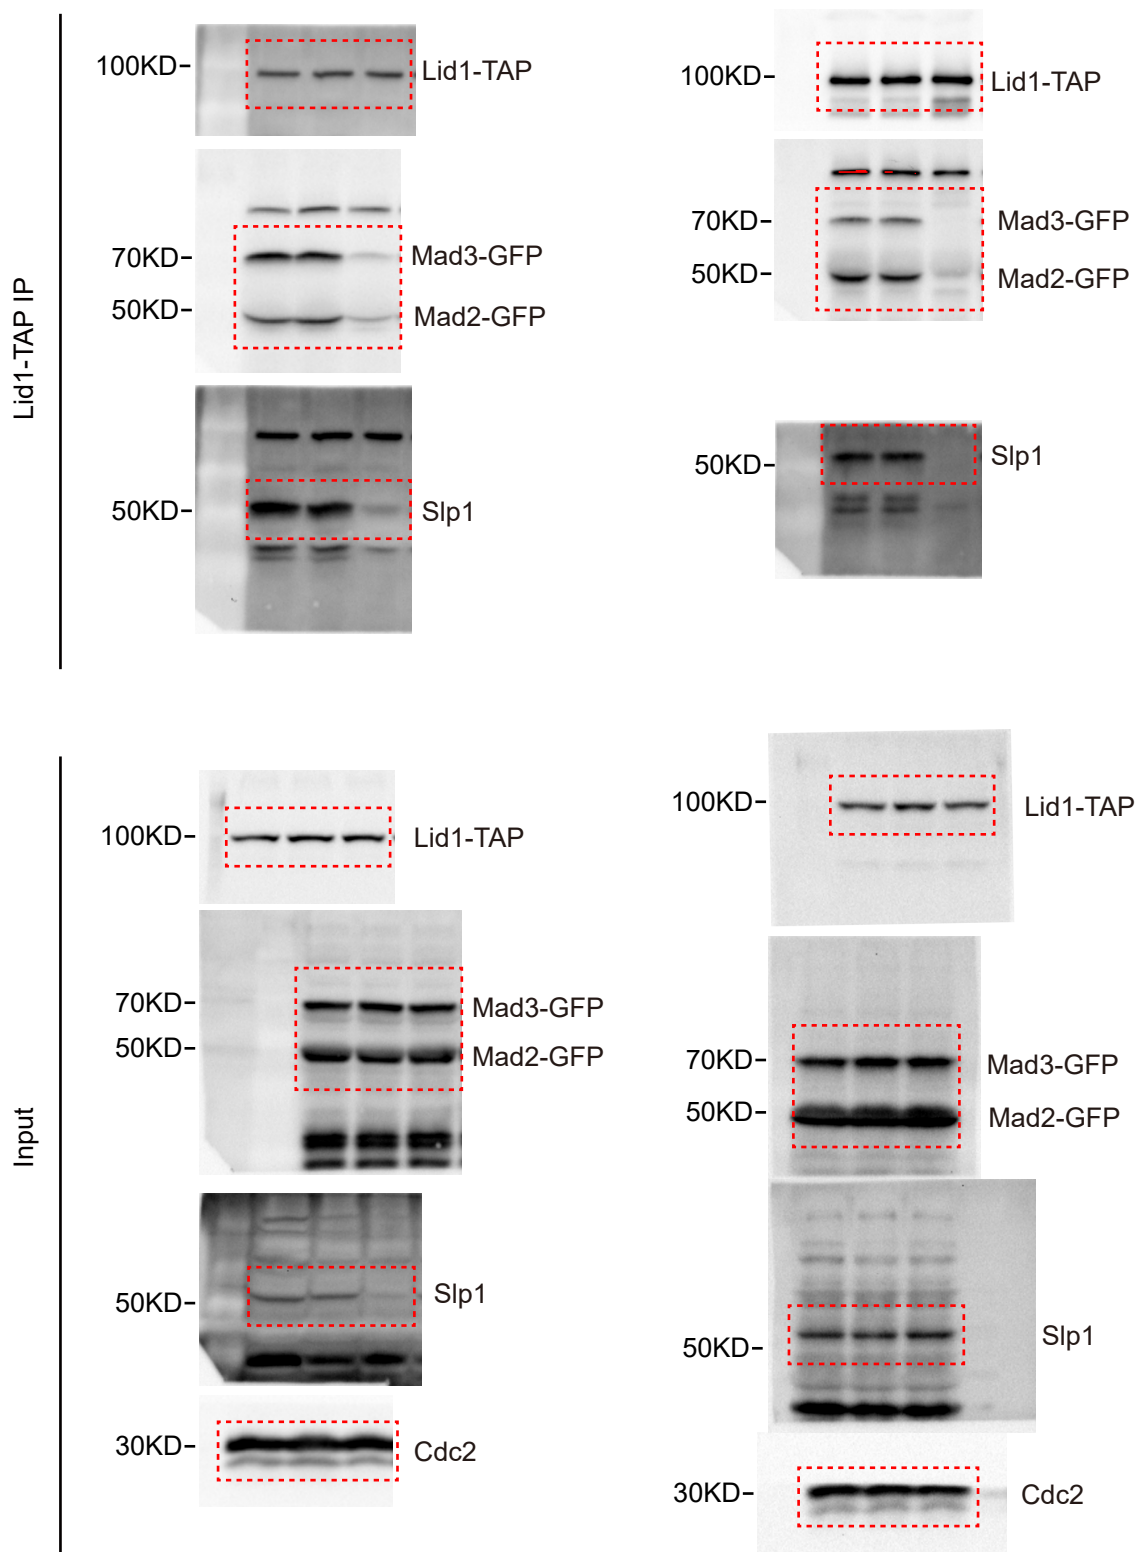 Lid1-TAP IP
100KD-
Lid1-TAP
70KD-
Mad3-GFP
50KD-
Mad2-GFP
50KD-
Slp1
100KD-
Lid1-TAP
70KD-
Mad3-GFP
50KD-
Mad2-GFP
50KD-
Slp1
Input
100KD-
Lid1-TAP
70KD-
Mad3-GFP
50KD-
Mad2-GFP
50KD-
Slp1
30KD-
Cdc2
100KD-
Lid1-TAP
70KD-
Mad3-GFP
50KD-
Mad2-GFP
50KD-
Slp1
30KD-
Cdc2